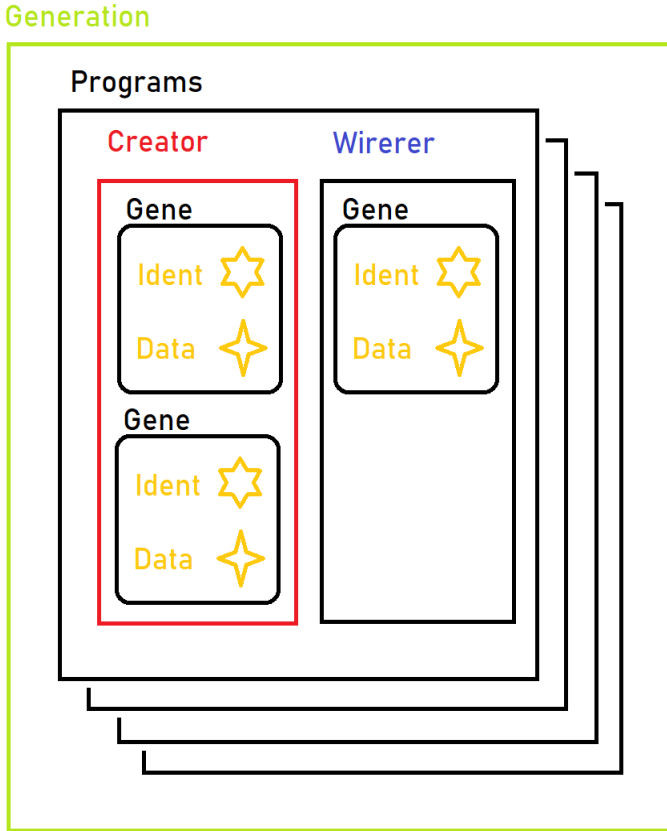 Generation
Programs
Creator
Wirerer
Gene
Gene
Ident
Ident
Data
Data
Gene
Ident
Data